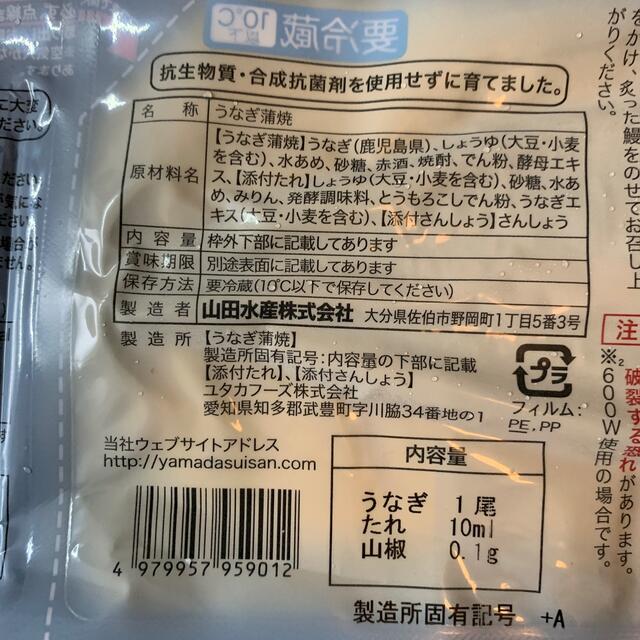 要冷蔵 10℃以下
抗生物質・合成抗菌剤を使用せずに育てました。
名称 うなぎ蒲焼
原材料名 【うなぎ蒲焼】うなぎ(鹿児島県)、しょうゆ(大豆・小麦
を含む)、水あめ、砂糖、赤酒、焼酎、でん粉、酵母エキ
ス、【添付たれ】しょうゆ(大豆・小麦を含む)、砂糖、水あ
め、みりん、発酵調味料、とうもろこしでん粉、うなぎエ
キス(大豆・小麦を含む)、【添付さんしょう】さんしょう
内容量 枠外下部に記載してあります
賞味期限 別途表面に記載してあります
保存方法 要冷蔵(10℃以下で保存してください)
製造者 山田水産株式会社 大分県佐伯市野岡町1丁目5番3号
製造所 【うなぎ蒲焼】
製造所固有記号:内容量の下部に記載
【添付たれ】、【添付さんしょう】
ユタカフーズ株式会社
愛知県知多郡武豊町字川脇34番地の1
プラ
フィルム:
PE,PP
当社ウェブサイトアドレス
http://yamadasuisan.com
内容量
うなぎ 1尾
たれ 10ml
山椒 0.1g
4 979957 959012
製造所固有記号 +A
かけ、炙った鰻をのせてお召し上
がりください。
注
破裂する恐れがあります。
※2
600W使用の場合です。